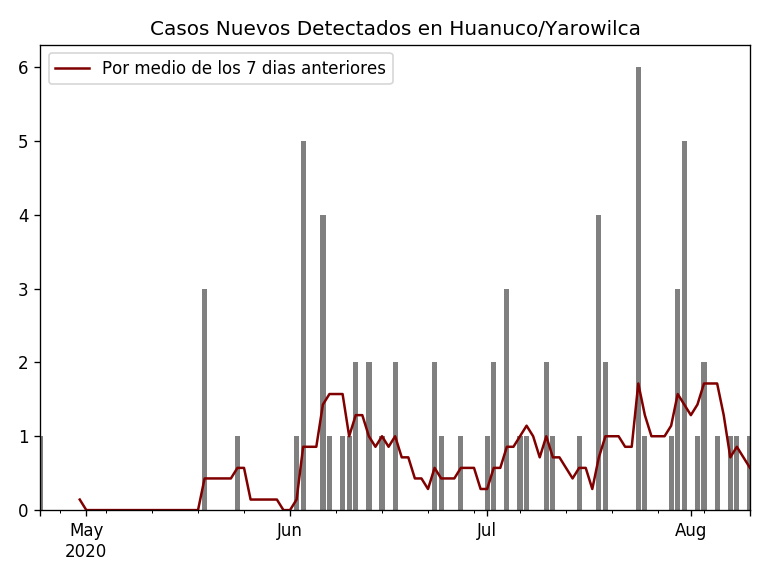 Casos Nuevos Detectados en Huanuco/Yarowilca
Por medio de los 7 dias anteriores
6
5
4
3
2
1
0
May Jun Jul Aug
2020